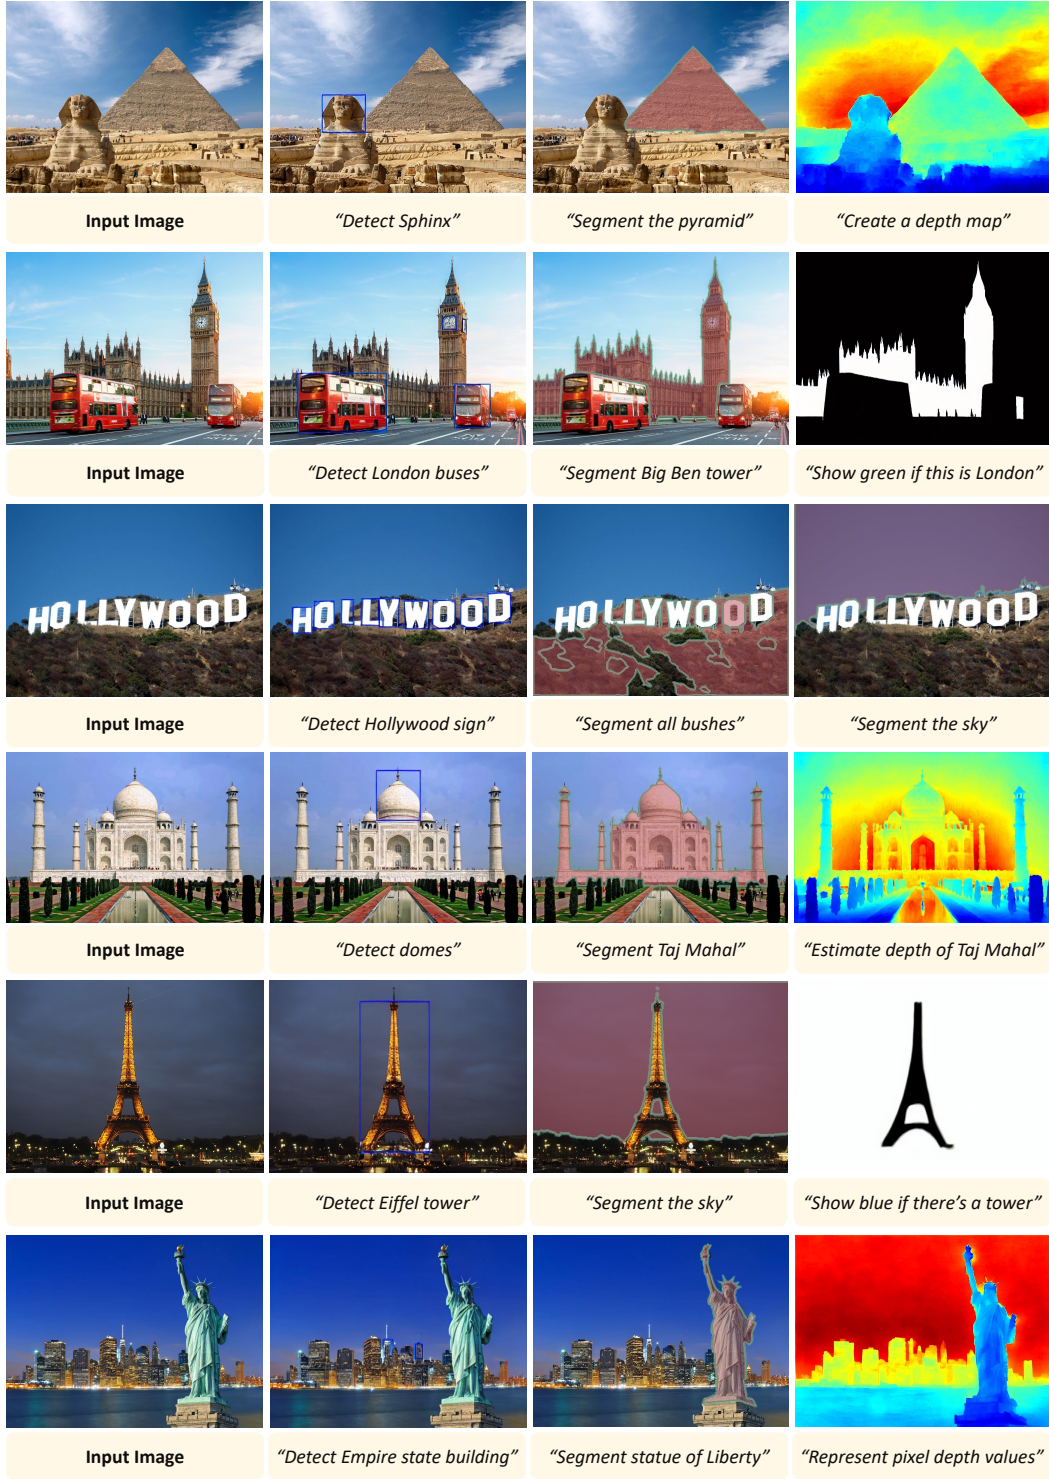 Input Image
“Detect Sphinx”
“Segment the pyramid”
“Create a depth map”
Input Image
“Detect London buses”
“Segment Big Ben tower”
“Show green if this is London”
HOLLYWOOD
HOLLYWOOD
HOLLYWOOD
HOLLYWOOD
Input Image
“Detect Hollywood sign”
“Segment all bushes”
“Segment the sky”
Input Image
“Detect domes”
“Segment Taj Mahal”
“Estimate depth of Taj Mahal”
Input Image
“Detect Eiffel tower”
“Segment the sky”
“Show blue if there’s a tower”
Input Image
“Detect Empire state building”
“Segment statue of Liberty”
“Represent pixel depth values”